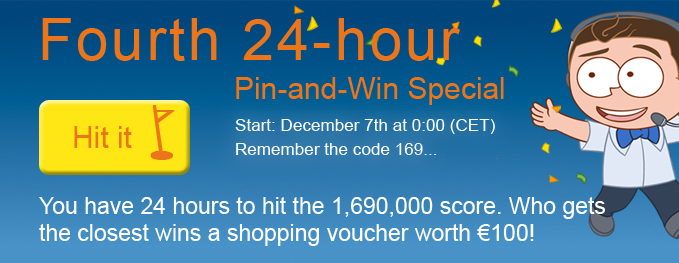 Fourth 24-hour
Pin-and-Win Special
Hit it
Start: December 7th at 0:00 (CET)
Remember the code 169...
You have 24 hours to hit the 1,690,000 score. Who gets
the closest wins a shopping voucher worth €100!